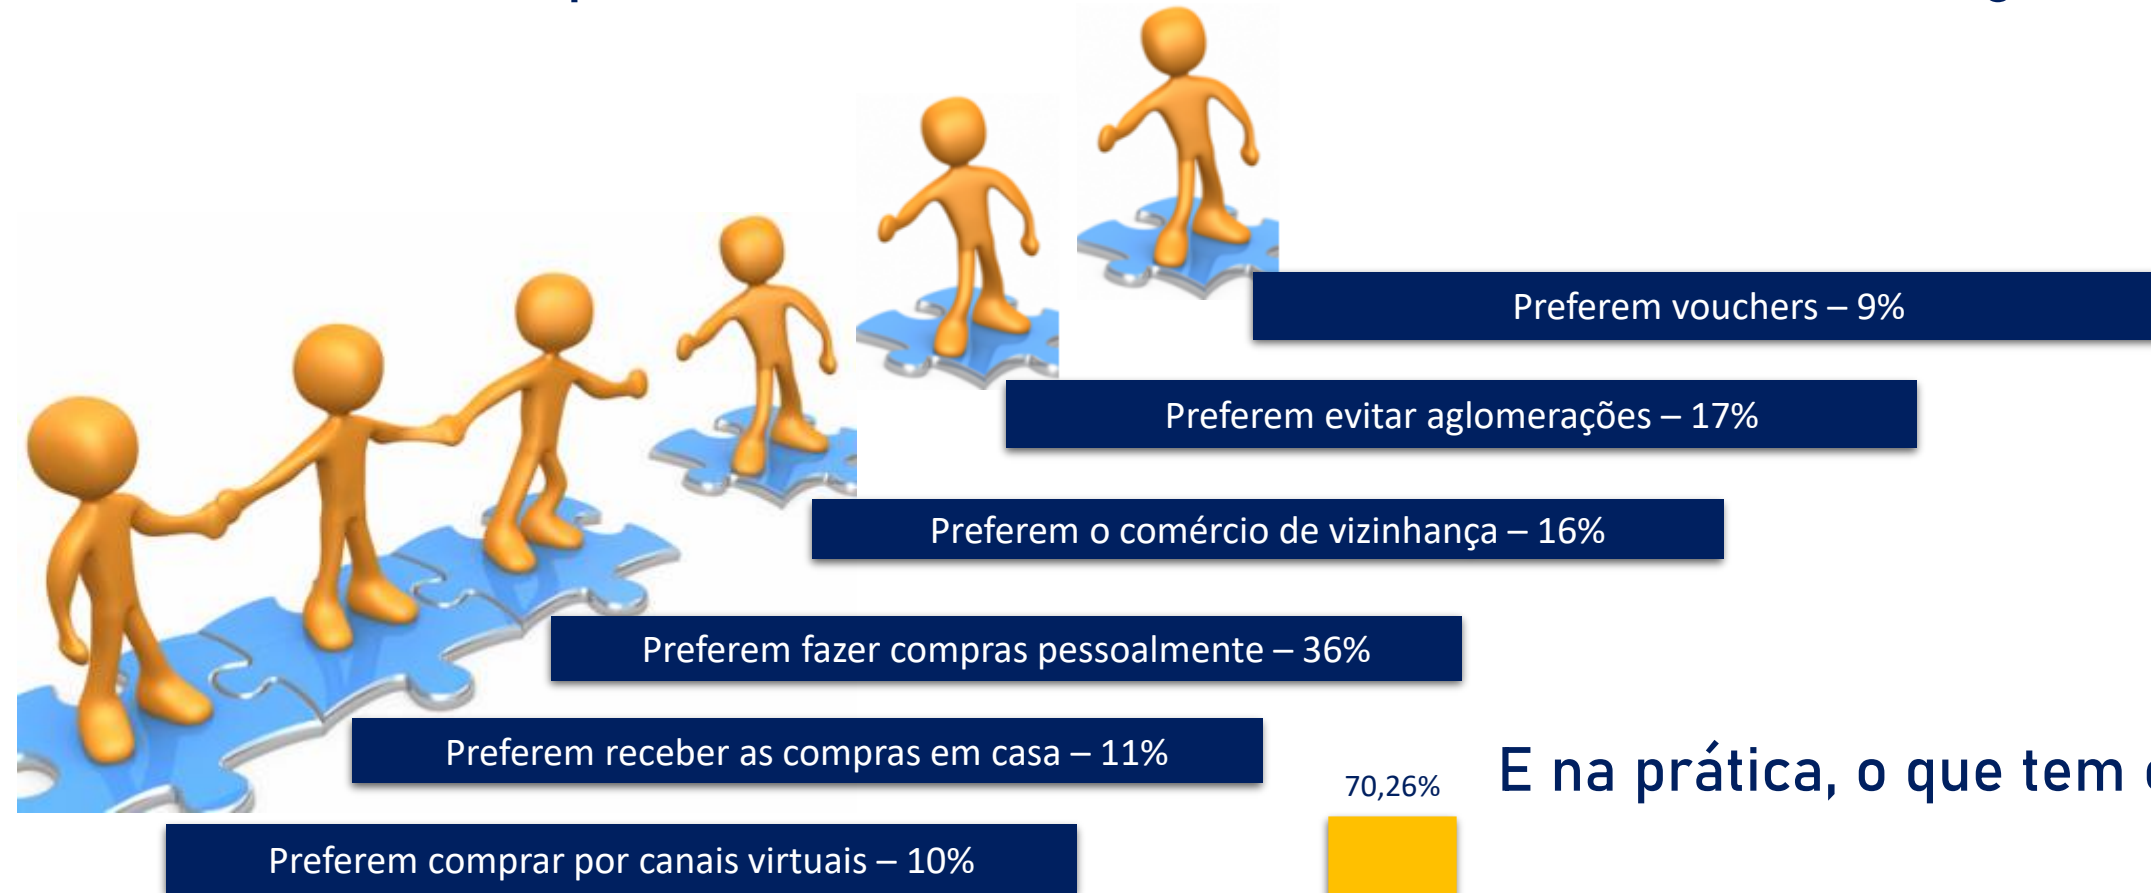 Preferem vouchers – 9%
Preferem evitar aglomerações – 17%
Preferem o comércio de vizinhança – 16%
Preferem fazer compras pessoalmente – 36%
Preferem receber as compras em casa – 11%
70,26%
E na prática, o que tem
Preferem comprar por canais virtuais – 10%